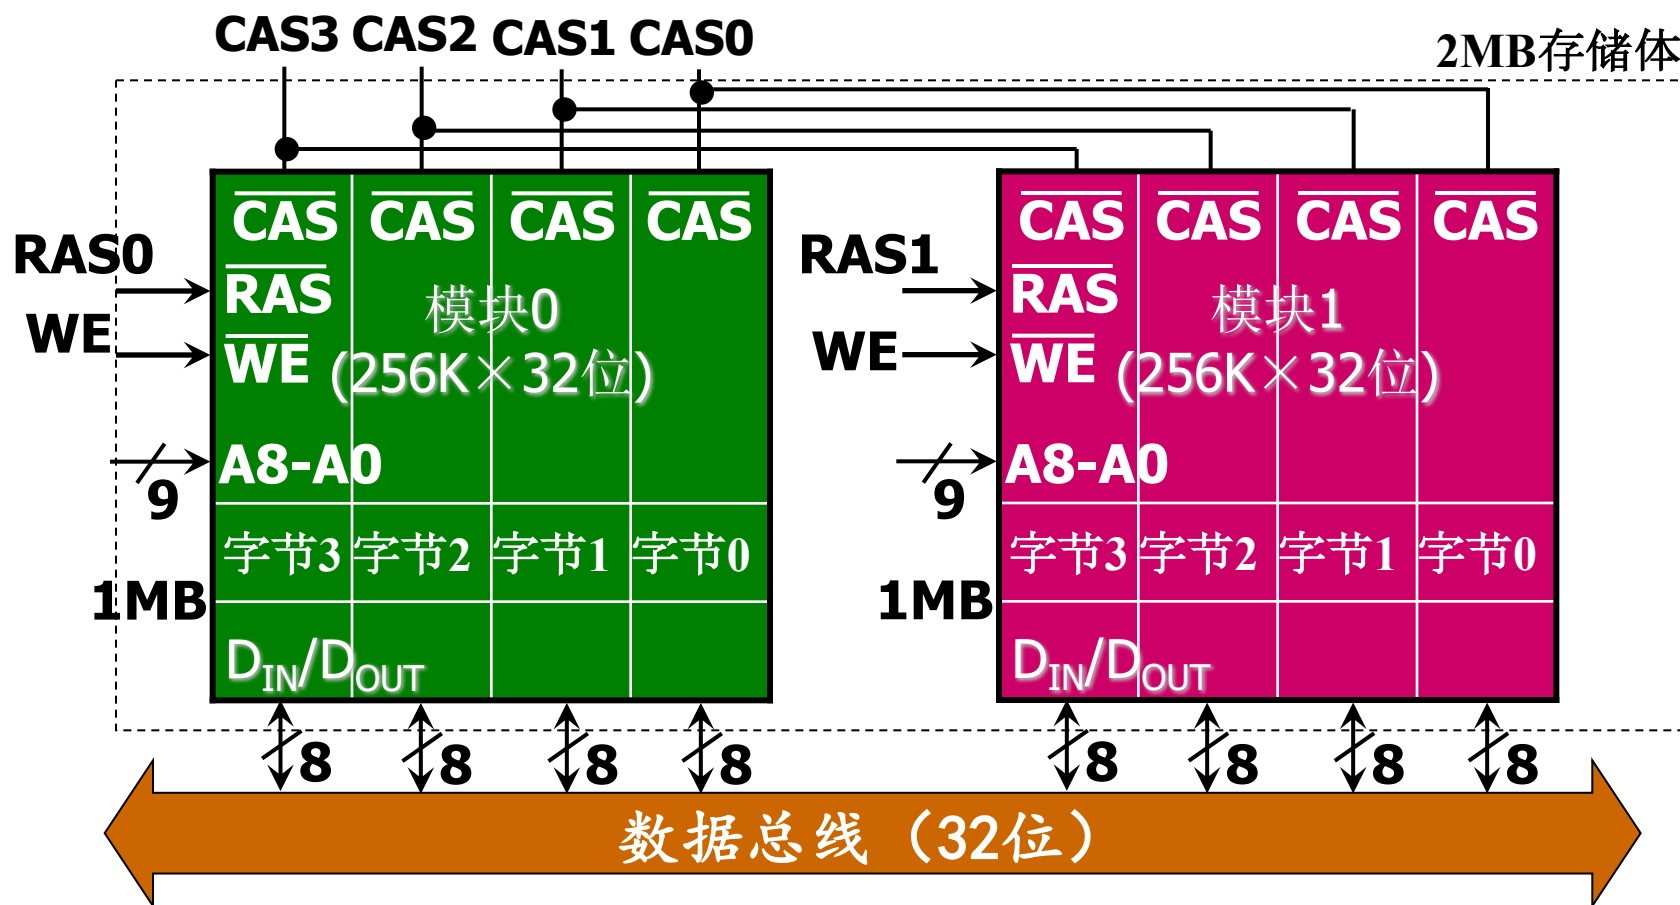 CAS3 CAS2 CAS1 CAS0
2MB存储体
CAS CAS CAS CAS
RAS0
RAS
模块0
WE
WE
(256K×32位)
A8-A0
9
字节3 字节2 字节1 字节0
1MB
DIN/DOUT
8 8 8 8
CAS CAS CAS CAS
RAS1
RAS
模块1
WE
WE
(256K×32位)
A8-A0
9
字节3 字节2 字节1 字节0
1MB
DIN/DOUT
8 8 8 8
数据总线（32位）